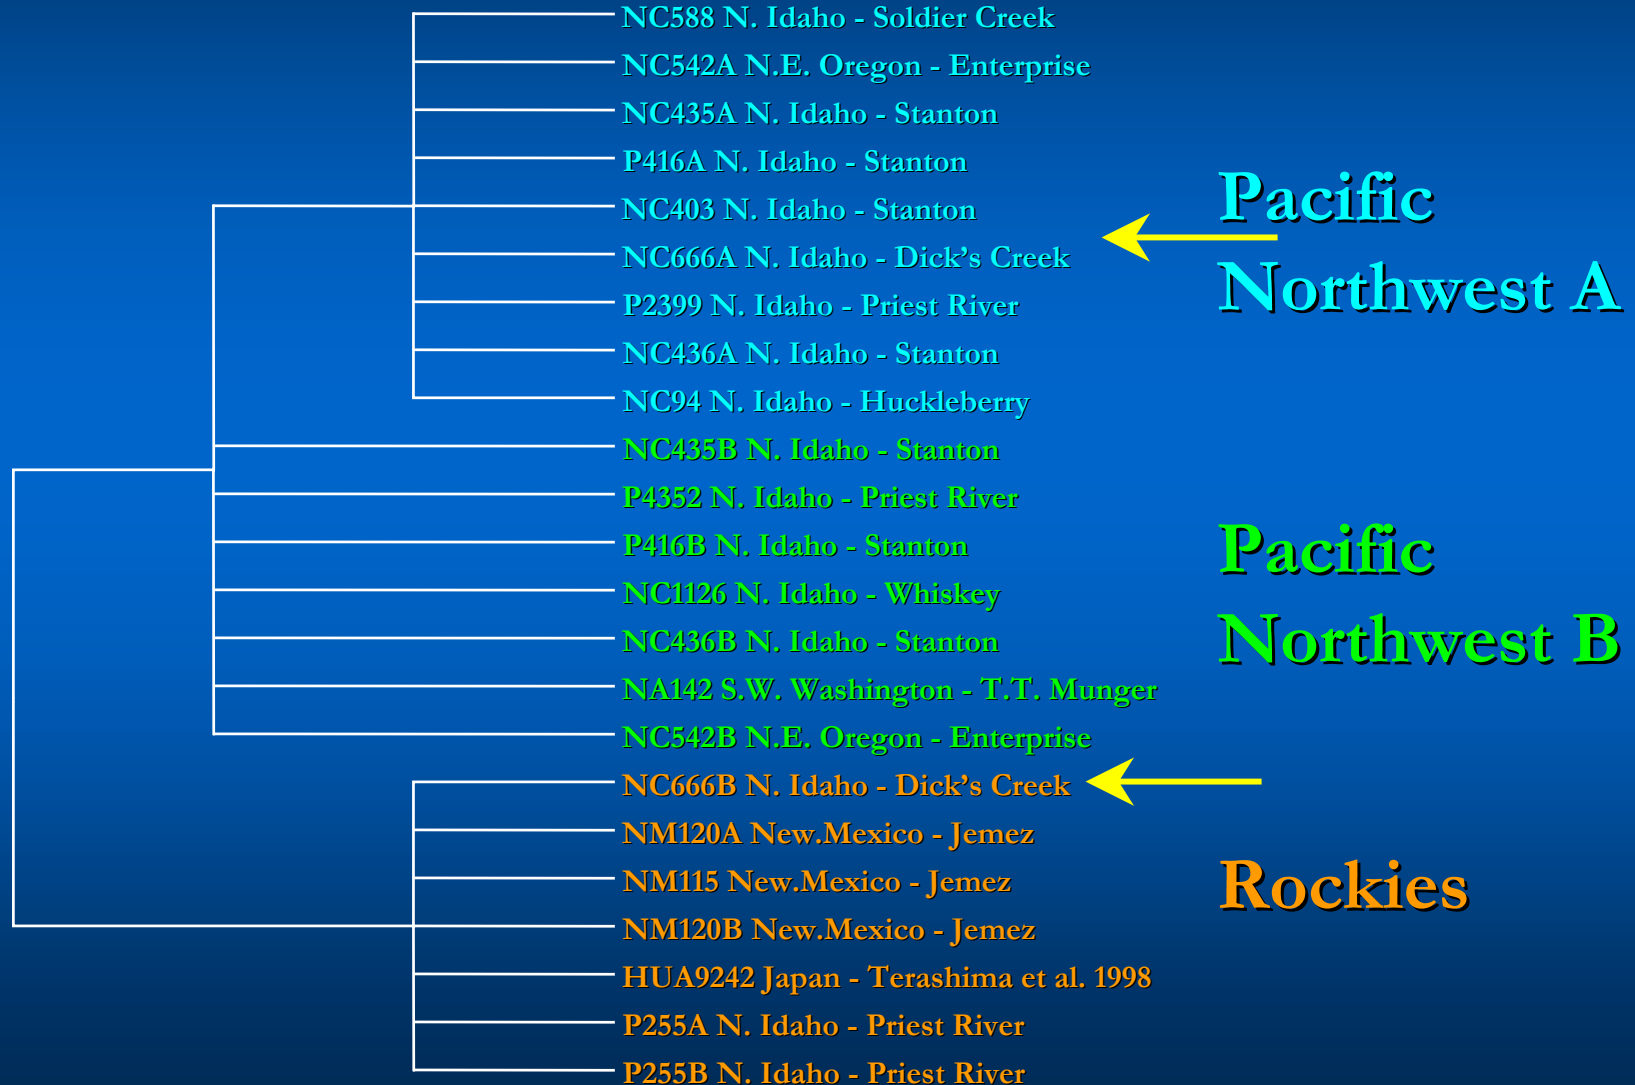 NC588 N. Idaho - Soldier Creek
NC542A N.E. Oregon - Enterprise
NC435A N. Idaho - Stanton
P416A N. Idaho - Stanton
NC403 N. Idaho - Stanton
NC666A N. Idaho - Dick’s Creek
P2399 N. Idaho - Priest River
NC436A N. Idaho - Stanton
NC94 N. Idaho - Huckleberry
Pacific
Northwest A
NC435B N. Idaho - Stanton
P4352 N. Idaho - Priest River
P416B N. Idaho - Stanton
NC1126 N. Idaho - Whiskey
NC436B N. Idaho - Stanton
NA142 S.W. Washington - T.T. Munger
NC542B N.E. Oregon - Enterprise
Pacific
Northwest B
NC666B N. Idaho - Dick’s Creek
NM120A New.Mexico - Jemez
NM115 New.Mexico - Jemez
NM120B New.Mexico - Jemez
HUA9242 Japan - Terashima et al. 1998
P255A N. Idaho - Priest River
P255B N. Idaho - Priest River
Rockies